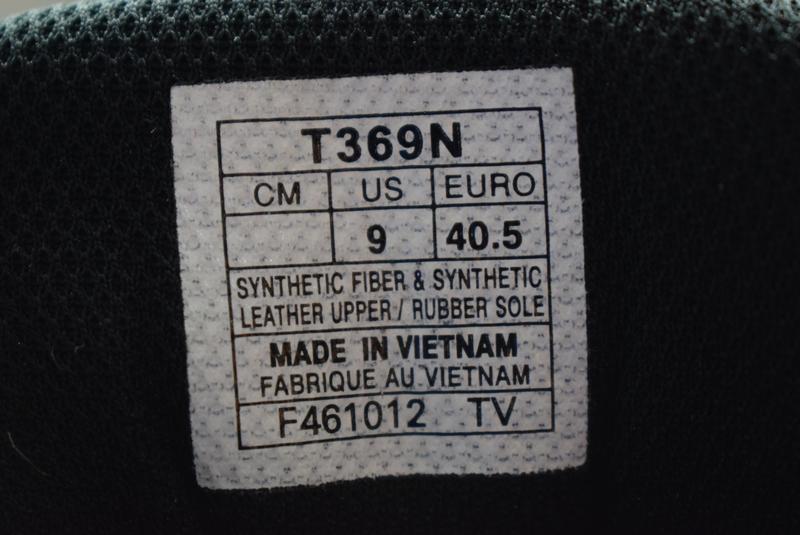 T369N
CM US EURO
9 40.5
SYNTHETIC FIBER & SYNTHETIC
LEATHER UPPER / RUBBER SOLE
MADE IN VIETNAM
FABRIQUE AU VIETNAM
F461012 TV